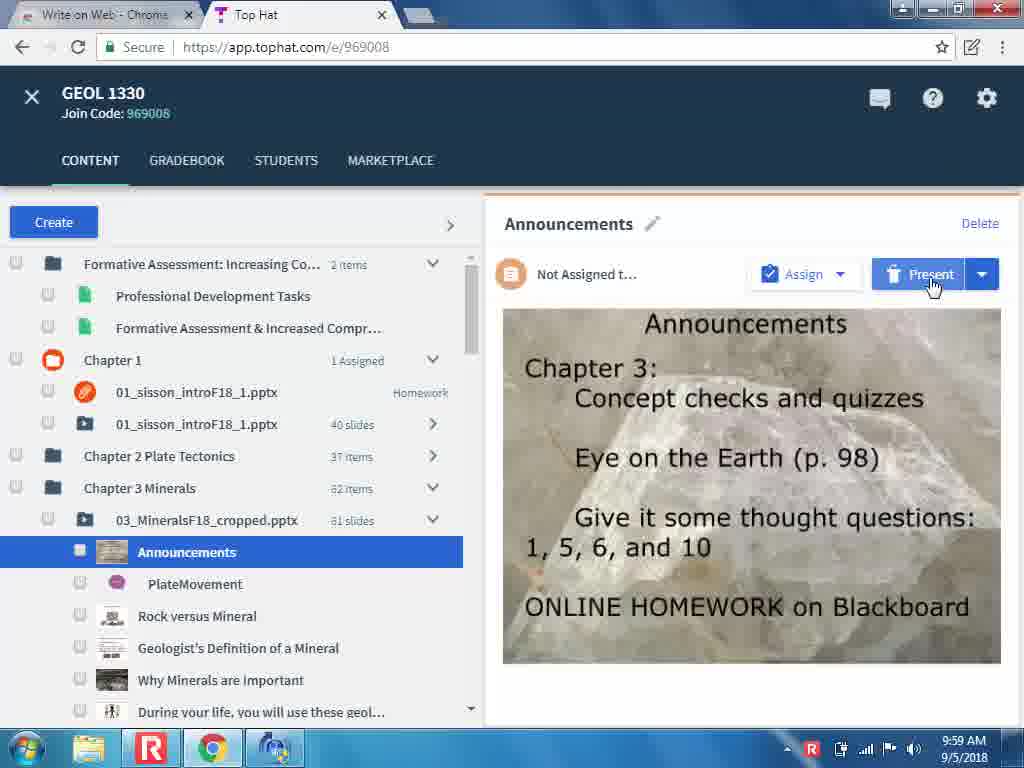 Write on Web - Chrome
Top Hat
Secure
https://app.tophat.com/e/969008
GEOL 1330
Join Code: 969008
CONTENT
GRADEBOOK
STUDENTS
MARKETPLACE
Create
Formative Assessment: Increasing Co... 2 items
Professional Development Tasks
Formative Assessment & Increased Compr...
Chapter 1 1 Assigned
01_sisson_introF18_1.pptx Homework
01_sisson_introF18_1.pptx 40 slides
Chapter 2 Plate Tectonics 37 items
Chapter 3 Minerals 82 items
03_MineralsF18_cropped.pptx 81 slides
Announcements
PlateMovement
Rock versus Mineral
Geologist's Definition of a Mineral
Why Minerals are Important
During your life, you will use these geol...
Announcements
Delete
Not Assigned t...
Assign
Present
Announcements
Chapter 3:
Concept checks and quizzes
Eye on the Earth (p. 98)
Give it some thought questions:
1, 5, 6, and 10
ONLINE HOMEWORK on Blackboard
9:59 AM
9/5/2018